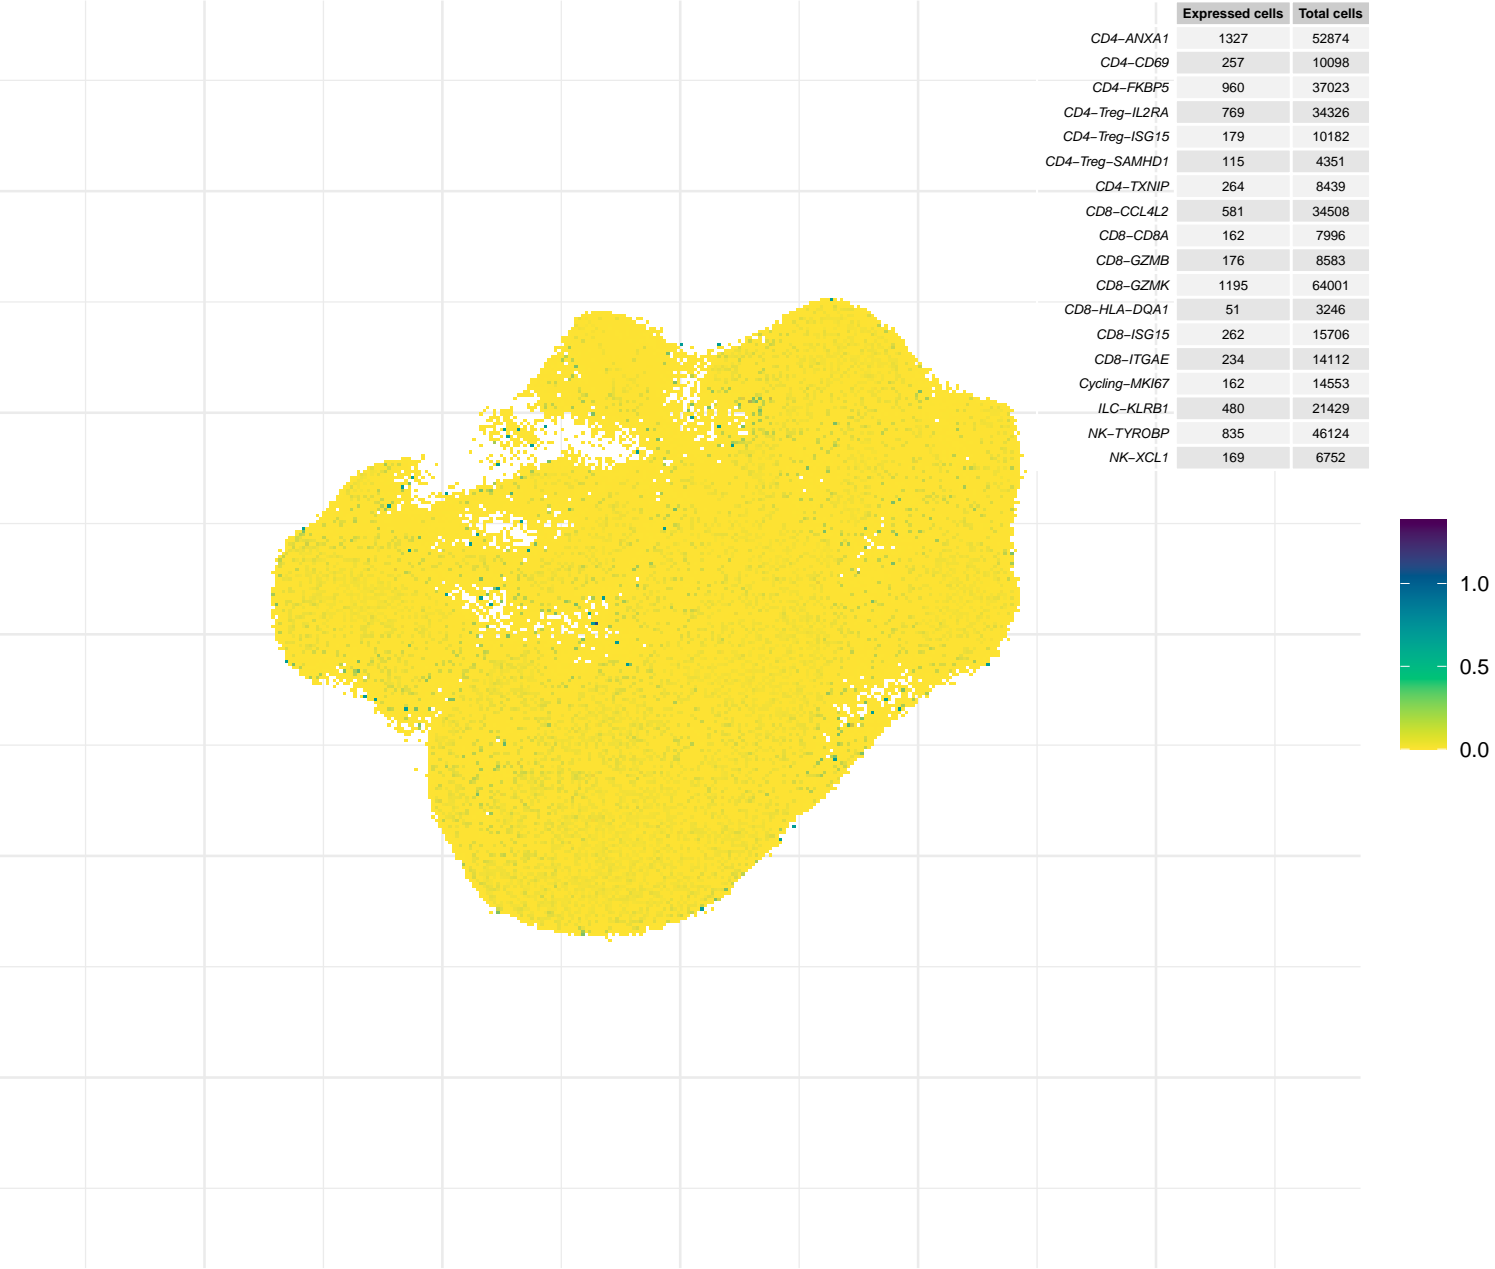 Expressed cells Total cells
CD4−ANXA1 1327 52874
CD4−CD69 257 10098
CD4−FKBP5 960 37023
CD4−Treg−IL2RA 769 34326
CD4−Treg−ISG15 179 10182
CD4−Treg−SAMHD1 115 4351
CD4−TXNIP 264 8439
CD8−CCL4L2 581 34508
CD8−CD8A 162 7996
CD8−GZMB 176 8583
CD8−GZMK 1195 64001
CD8−HLA−DQA1 51 3246
CD8−ISG15 262 15706
CD8−ITGAE 234 14112
Cycling−MKI67 162 14553
ILC−KLRB1 480 21429
NK−TYROBP 835 46124
NK−XCL1 169 6752
1.0
0.5
0.0